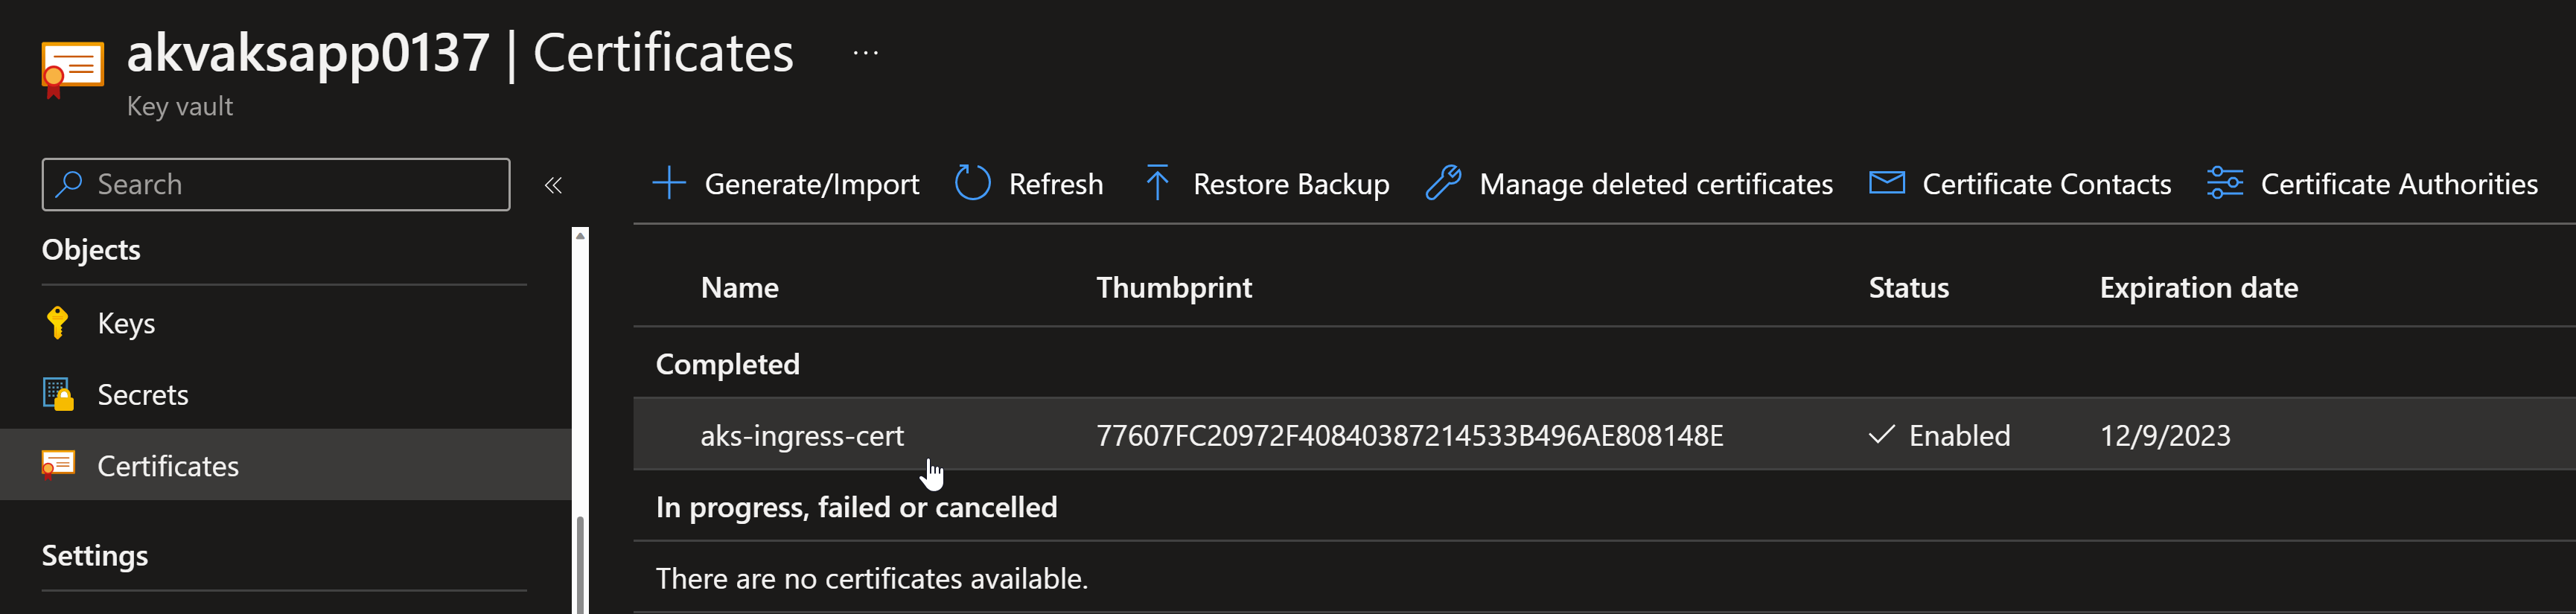 akvaksapp0137 | Certificates ...
Key vault
Search
Generate/Import Refresh Restore Backup Manage deleted certificates Certificate Contacts Certificate Authorities
Objects
Keys
Secrets
Certificates
Settings
Name Thumbprint Status Expiration date
Completed
aks-ingress-cert 77607FC20972F40840387214533B496AE808148E Enabled 12/9/2023
In progress, failed or cancelled
There are no certificates available.